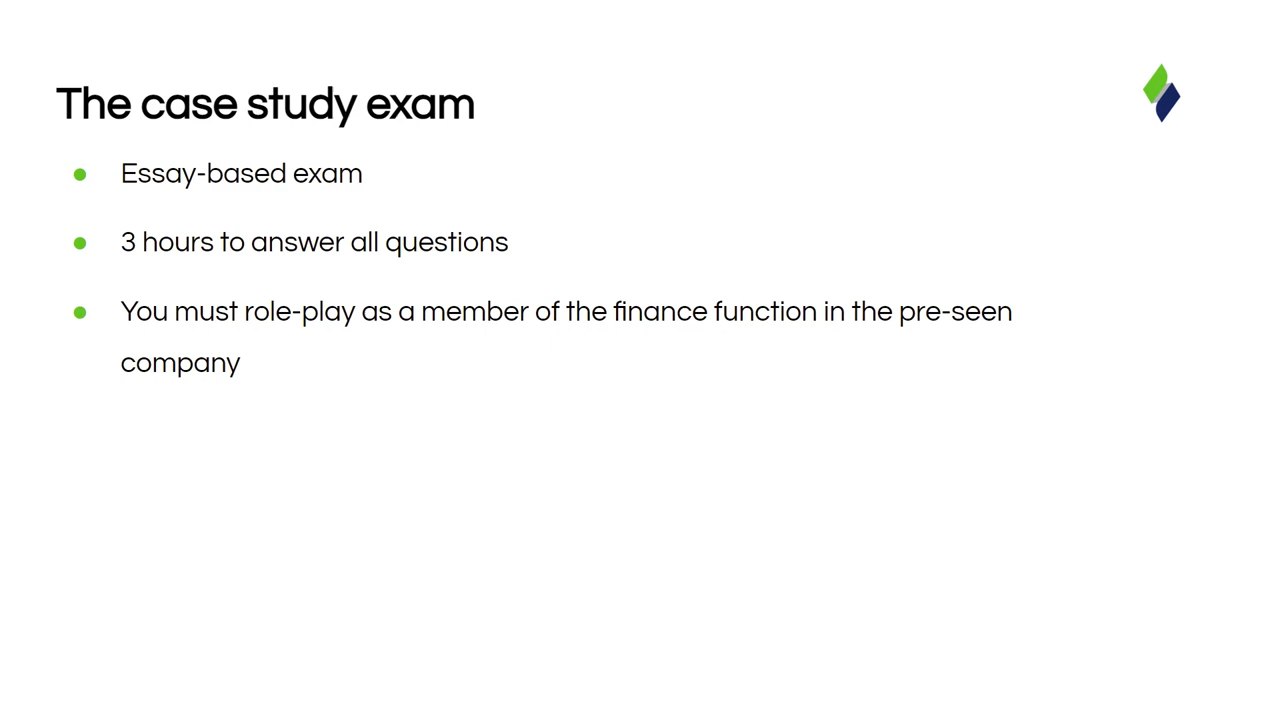 The case study exam
Essay-based exam
3 hours to answer all questions
You must role-play as a member of the finance function in the pre-seen
company